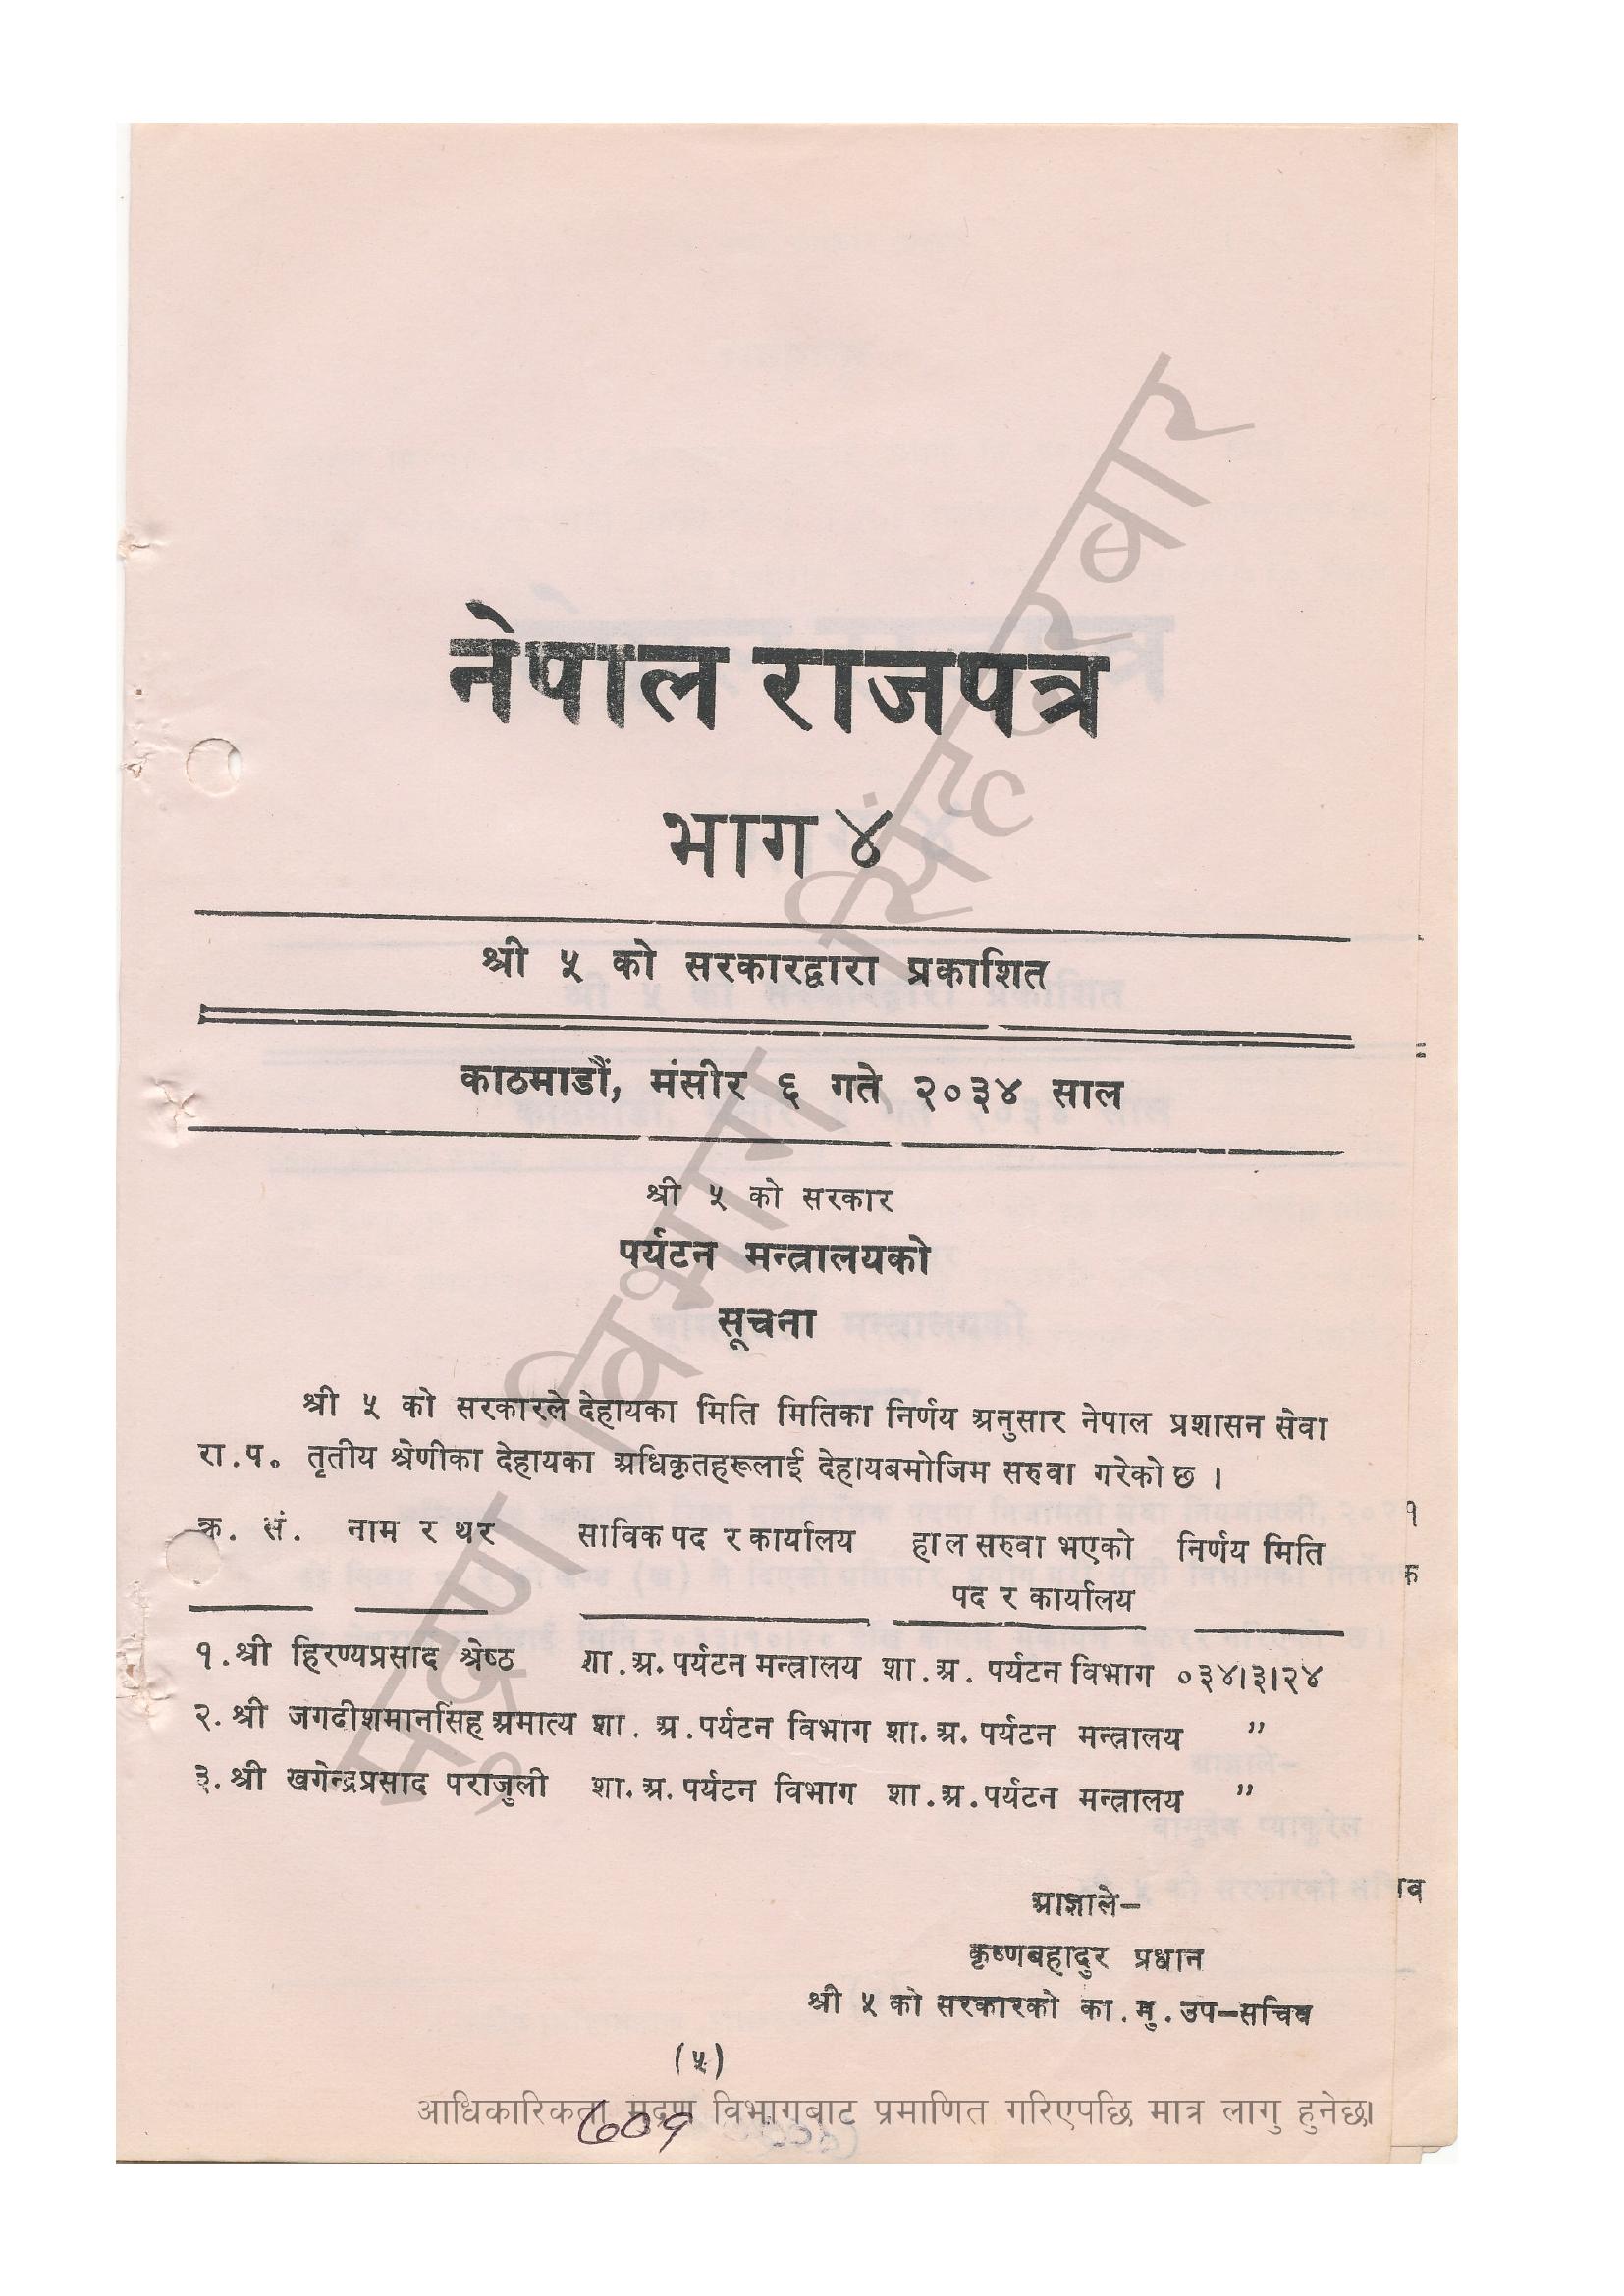 नेपाल राजपत्र
भाग ४
श्री ५ को सरकारद्वारा प्रकाशित
काठमाडौं, मंसीर ६ गते २०३४ साल
श्री ५ को सरकार
पर्यटन मन्त्रालयको
सूचना
श्री ५ को सरकारले देहायका मिति मितिका निर्णय अनुसार नेपाल प्रशासन सेवा
रा.प. तृतीय श्रेणीका देहायका अधिकृतहरूलाई देहायबमोजिम सरुवा गरेको छ ।
क्र. सं. नाम र थर साविक पद र कार्यालय हाल सरुवा भएको निर्णय मिति
पद र कार्यालय
१. श्री हिरण्यप्रसाद श्रेष्ठ शा.अ. पर्यटन मन्त्रालय शा.अ. पर्यटन विभाग ०३४।३।२४
२. श्री जगदीशमानसिंह अमात्य शा. अ. पर्यटन विभाग शा.अ. पर्यटन मन्त्रालय ”
३. श्री खगेन्द्रप्रसाद पराजुली शा.अ. पर्यटन विभाग शा.अ. पर्यटन मन्त्रालय ”
आज्ञाले–
कृष्णबहादुर प्रधान
श्री ५ को सरकारको का.मु. उप–सचिव
(५)
आधिकारिकता मुद्रण विभागबाट प्रमाणित गरिएपछि मात्र लागु हुनेछ।
मुद्रण विभाग, सिंहदरबार